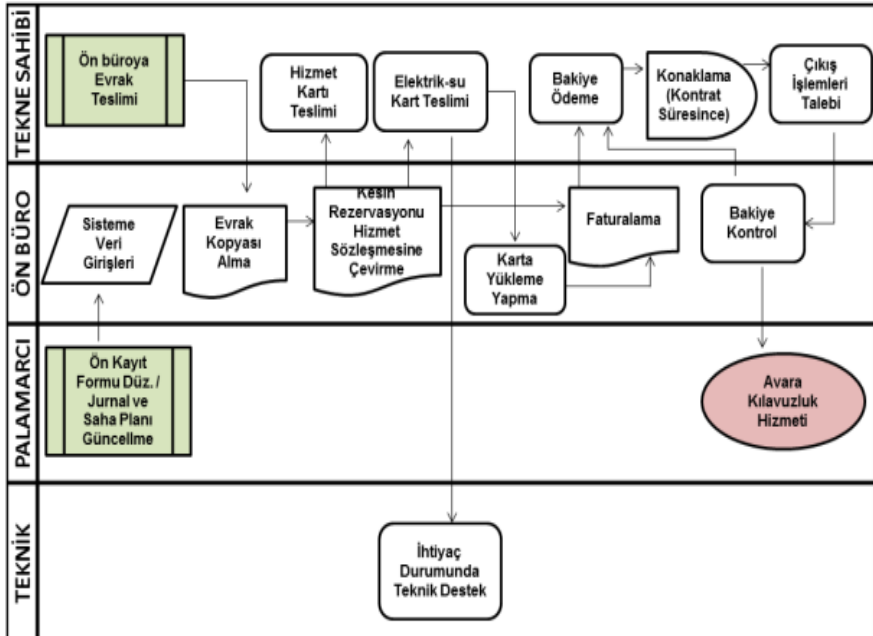 TEKNE SAHİBİ
Ön büroya
Evrak
Teslimi
Hizmet
Kartı
Teslimi
Elektrik-su
Kart Teslimi
Bakiye
Ödeme
Konaklama
(Kontrat
Süresince)
Çıkış
İşlemleri
Talebi
ÖN BÜRO
Sisteme
Veri
Girişleri
Evrak
Kopyası
Alma
Kesin
Rezervasyonu
Hizmet
Sözleşmesine
Çevirme
Karta
Yükleme
Yapma
Faturalama
Bakiye
Kontrol
PALAMARCI
Ön Kayıt
Formu Düz. /
Jurnal ve
Saha Planı
Güncellme
Avara
Kılavuzluk
Hizmeti
TEKNİK
İhtiyaç
Durumunda
Teknik Destek